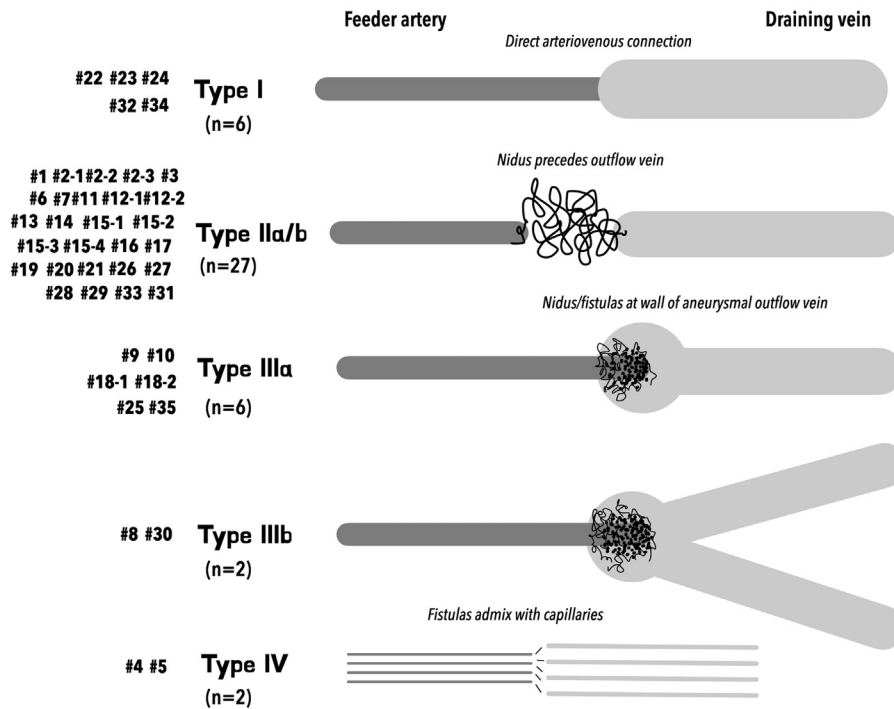 Feeder artery Draining vein
Direct arteriovenous connection
#22 #23 #24
#32 #34
Type I
(n=6)
Nidus precedes outflow vein
#1 #2-1 #2-2 #2-3 #3
#6 #7 #11 #12-1 #12-2
#13 #14 #15-1 #15-2
#15-3 #15-4 #16 #17
#19 #20 #21 #26 #27
#28 #29 #33 #31
Type IIa/b
(n=27)
Nidus/fistulas at wall of aneurysmal outflow vein
#9 #10
#18-1 #18-2
#25 #35
Type IIIa
(n=6)
#8 #30
Type IIIb
(n=2)
Fistulas admix with capillaries
#4 #5
Type IV
(n=2)